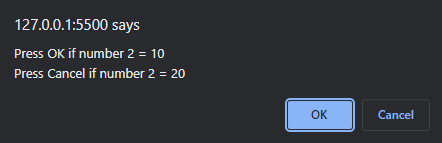 127.0.0.1:5500 says
Press OK if number 2 = 10
Press Cancel if number 2 = 20
OK
Cancel